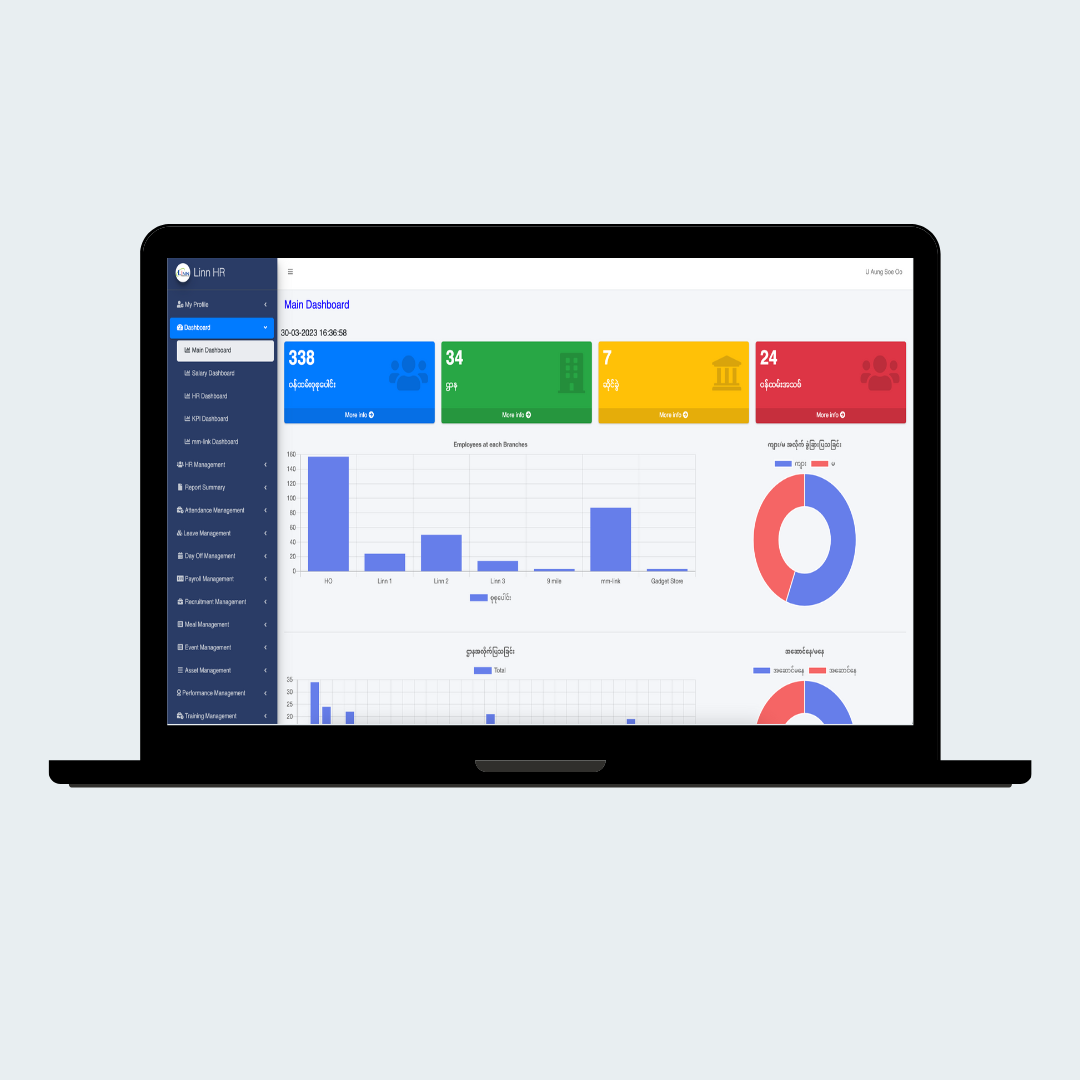 Linn HR
U Aung Soe Oo
My Profile
Dashboard
Main Dashboard
Salary Dashboard
HR Dashboard
KPI Dashboard
mm-link Dashboard
HR Management
Report Summary
Attendance Management
Leave Management
Day Off Management
Payroll Management
Recruitment Management
Meal Management
Event Management
Asset Management
Performance Management
Training Management
Main Dashboard
30-03-2023 16:36:58
338
ဝန်ထမ်းစုစုပေါင်း
More info
34
ဌာန
More info
7
ဆိုင်ခွဲ
More info
24
ဝန်ထမ်းအသစ်
More info
Employees at each Branches
160
140
120
100
80
60
40
20
0
HO Linn 1 Linn 2 Linn 3 9 mile mm-link Gadget Store
စုစုပေါင်း
ကျား/မ အလိုက် ခွဲခြားပြသခြင်း
ကျား မ
ဌာနအလိုက်ပြသခြင်း
Total
35
30
25
20
အဆောင်နေ/မနေ
အဆောင်မနေ အဆောင်နေ